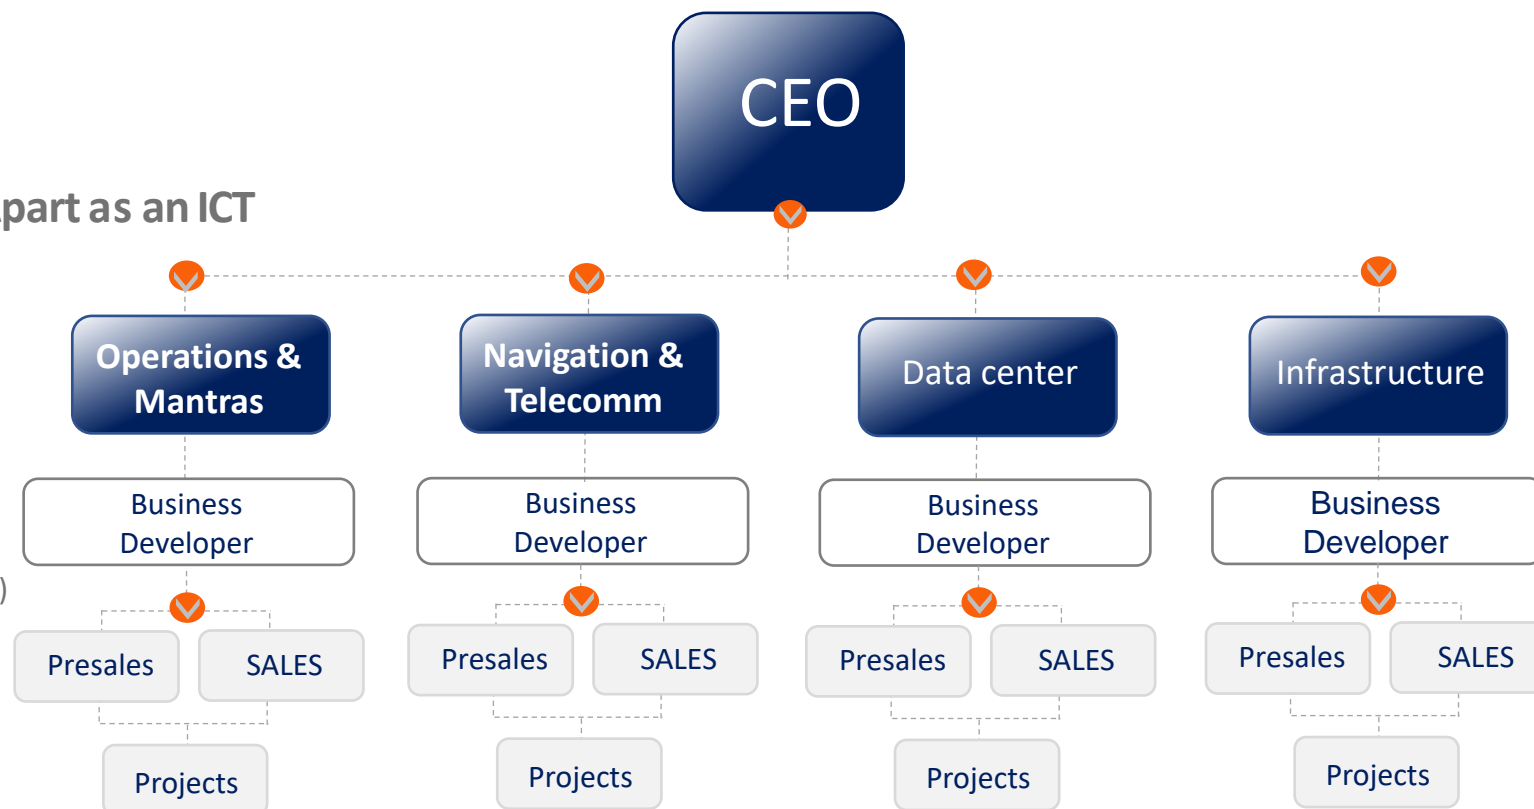 CEO
part as an ICT
Operations &
Mantras
Navigation &
Telecomm
Data center
Infrastructure
Business
Developer
Business
Developer
Business
Developer
Business
Developer
)
Presales
SALES
Presales
SALES
Presales
SALES
Presales
SALES
Projects
Projects
Projects
Projects